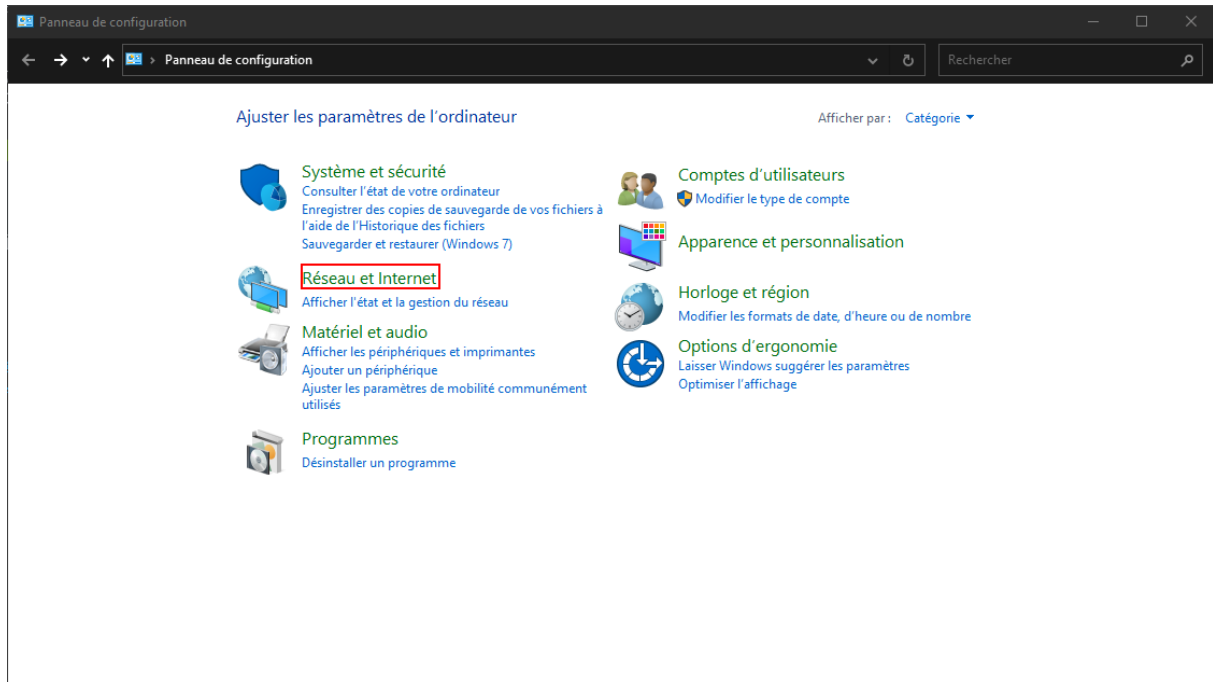 Panneau de configuration
Panneau de configuration
Rechercher
Ajuster les paramètres de l'ordinateur
Afficher par : Catégorie
Système et sécurité
Consulter l'état de votre ordinateur
Enregistrer des copies de sauvegarde de vos fichiers à
l'aide de l'Historique des fichiers
Sauvegarder et restaurer (Windows 7)
Réseau et Internet
Afficher l'état et la gestion du réseau
Matériel et audio
Afficher les périphériques et imprimantes
Ajouter un périphérique
Ajuster les paramètres de mobilité communément
utilisés
Programmes
Désinstaller un programme
Comptes d'utilisateurs
Modifier le type de compte
Apparence et personnalisation
Horloge et région
Modifier les formats de date, d'heure ou de nombre
Options d'ergonomie
Laisser Windows suggérer les paramètres
Optimiser l'affichage